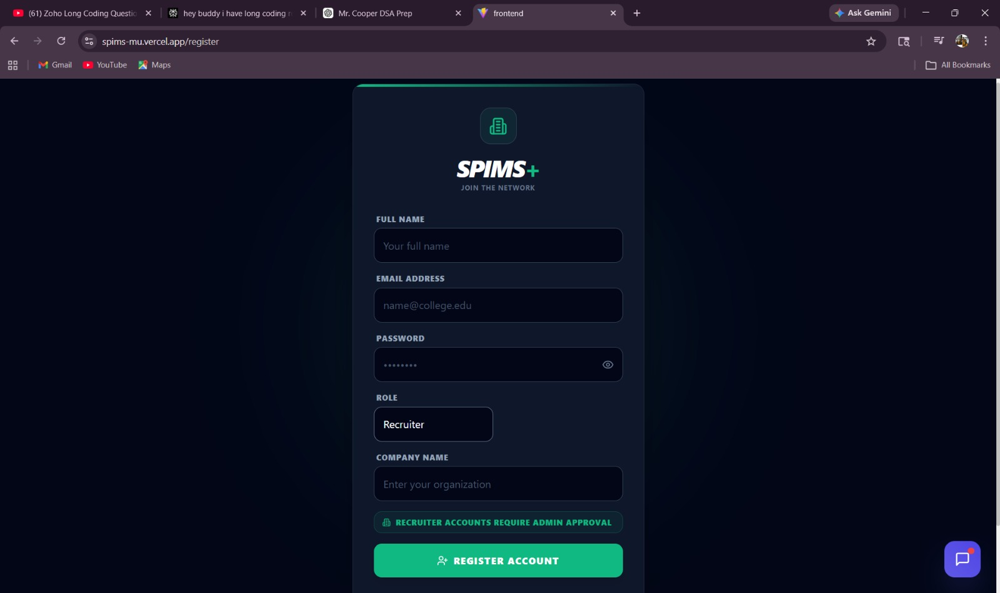 (61) Zoho Long Coding Questio
hey buddy i have long coding r
Mr. Cooper DSA Prep
frontend
Ask Gemini
spims-mu.vercel.app/register
Gmail
YouTube
Maps
All Bookmarks
SPIMS+
JOIN THE NETWORK
FULL NAME
Your full name
EMAIL ADDRESS
name@college.edu
PASSWORD
••••••••
ROLE
Recruiter
COMPANY NAME
Enter your organization
RECRUITER ACCOUNTS REQUIRE ADMIN APPROVAL
REGISTER ACCOUNT